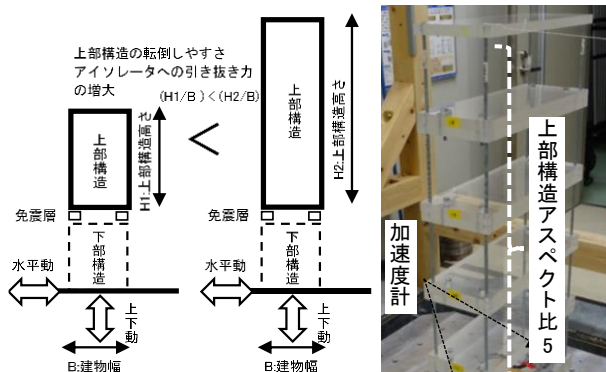 上部構造の転倒しやすさ
アイソレータへの引き抜き力
の増大
(H1/B )<(H2/B)
上部構造
H1:上部構造高さ
<
上部構造
H2:上部構造高さ
免震層
下部構造
水平動
上下動
B:建物幅
免震層
下部構造
水平動
上下動
B:建物幅
上部構造アスペクト比5
加速度計